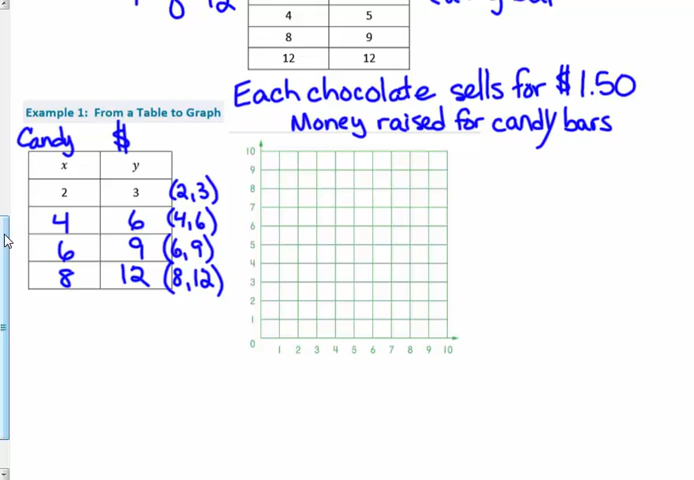 4 5
8 9
12 12
Each chocolate sells for $1.50
Example 1: From a Table to Graph
Money raised for candy bars
Candy $
x y
2 3 (2,3)
4 6 (4,6)
6 9 (6,9)
8 12 (8,12)
10
9
8
7
6
5
4
3
2
1
0
1 2 3 4 5 6 7 8 9 10